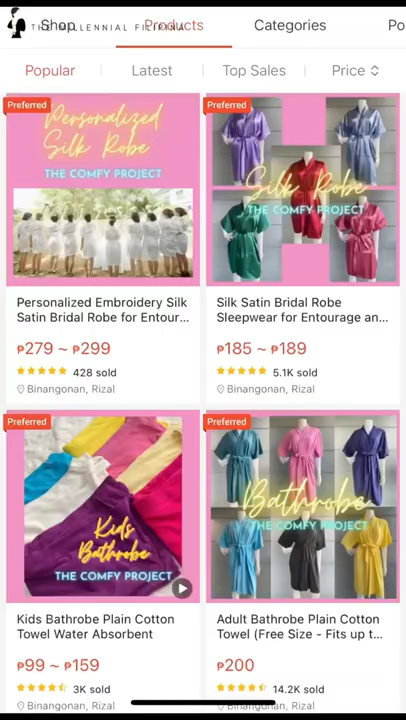 Shop
Products
Categories
Po
THE MILLENNIAL FILIPINA
Popular
Latest
Top Sales
Price
Preferred
Personalized
Silk Robe
THE COMFY PROJECT
Personalized Embroidery Silk
Satin Bridal Robe for Entour...
₱279 ~ ₱299
428 sold
Binangonan, Rizal
Preferred
Silk Robe
THE COMFY PROJECT
Silk Satin Bridal Robe
Sleepwear for Entourage an...
₱185 ~ ₱189
5.1K sold
Binangonan, Rizal
Preferred
Kids
Bathrobe
THE COMFY PROJECT
Kids Bathrobe Plain Cotton
Towel Water Absorbent
₱99 ~ ₱159
3K sold
Binangonan, Rizal
Preferred
Bathrobe
THE COMFY PROJECT
Adult Bathrobe Plain Cotton
Towel (Free Size - Fits up t...
₱200
14.2K sold
Binangonan, Rizal